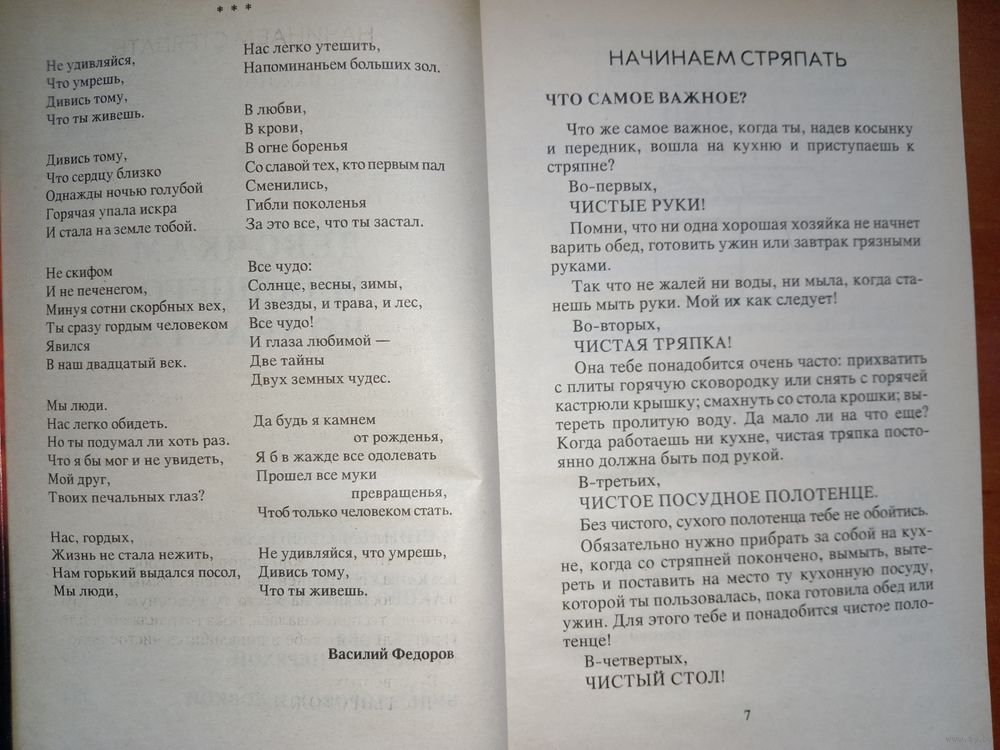 * * *
Не удивляйся,
Что умрешь,
Дивись тому,
Что ты живешь.
Дивись тому,
Что сердцу близко
Однажды ночью голубой
Горячая упала искра
И стала на земле тобой.
Не скифом
И не печенегом,
Минуя сотни скорбных вех,
Ты сразу гордым человеком
Явился
В наш двадцатый век.
Мы люди.
Нас легко обидеть.
Но ты подумал ли хоть раз.
Что я бы мог и не увидеть,
Мой друг,
Твоих печальных глаз?
Нас, гордых,
Жизнь не стала нежить,
Нам горький выдался посол,
Мы люди,
Нас легко утешить,
Напоминаньем больших зол.
В любви,
В крови,
В огне боренья
Со славой тех, кто первым пал
Сменились,
Гибли поколенья
За это все, что ты застал.
Все чудо:
Солнце, весны, зимы,
И звезды, и трава, и лес,
Все чудо!
И глаза любимой —
Две тайны
Двух земных чудес.
Да будь я камнем
от рожденья,
Я б в жажде все одолевать
Прошел все муки
превращенья,
Чтоб только человеком стать.
Не удивляйся, что умрешь,
Дивись тому,
Что ты живешь.
Василий Федоров
НАЧИНАЕМ СТРЯПАТЬ
ЧТО САМОЕ ВАЖНОЕ?
Что же самое важное, когда ты, надев косынку
и передник, вошла на кухню и приступаешь к
стряпне?
Во-первых,
ЧИСТЫЕ РУКИ!
Помни, что ни одна хорошая хозяйка не начнет
варить обед, готовить ужин или завтрак грязными
руками.
Так что не жалей ни воды, ни мыла, когда ста-
нешь мыть руки. Мой их как следует!
Во-вторых,
ЧИСТАЯ ТРЯПКА!
Она тебе понадобится очень часто: прихватить
с плиты горячую сковородку или снять с горячей
кастрюли крышку; смахнуть со стола крошки; вы-
тереть пролитую воду. Да мало ли на что еще?
Когда работаешь ни кухне, чистая тряпка посто-
янно должна быть под рукой.
В-третьих,
ЧИСТОЕ ПОСУДНОЕ ПОЛОТЕНЦЕ.
Без чистого, сухого полотенца тебе не обойтись.
Обязательно нужно прибрать за собой на кух-
не, когда со стряпней покончено, вымыть, выте-
реть и поставить на место ту кухонную посуду,
которой ты пользовалась, пока готовила обед или
ужин. Для этого тебе и понадобится чистое поло-
тенце!
В-четвертых,
ЧИСТЫЙ СТОЛ!
7